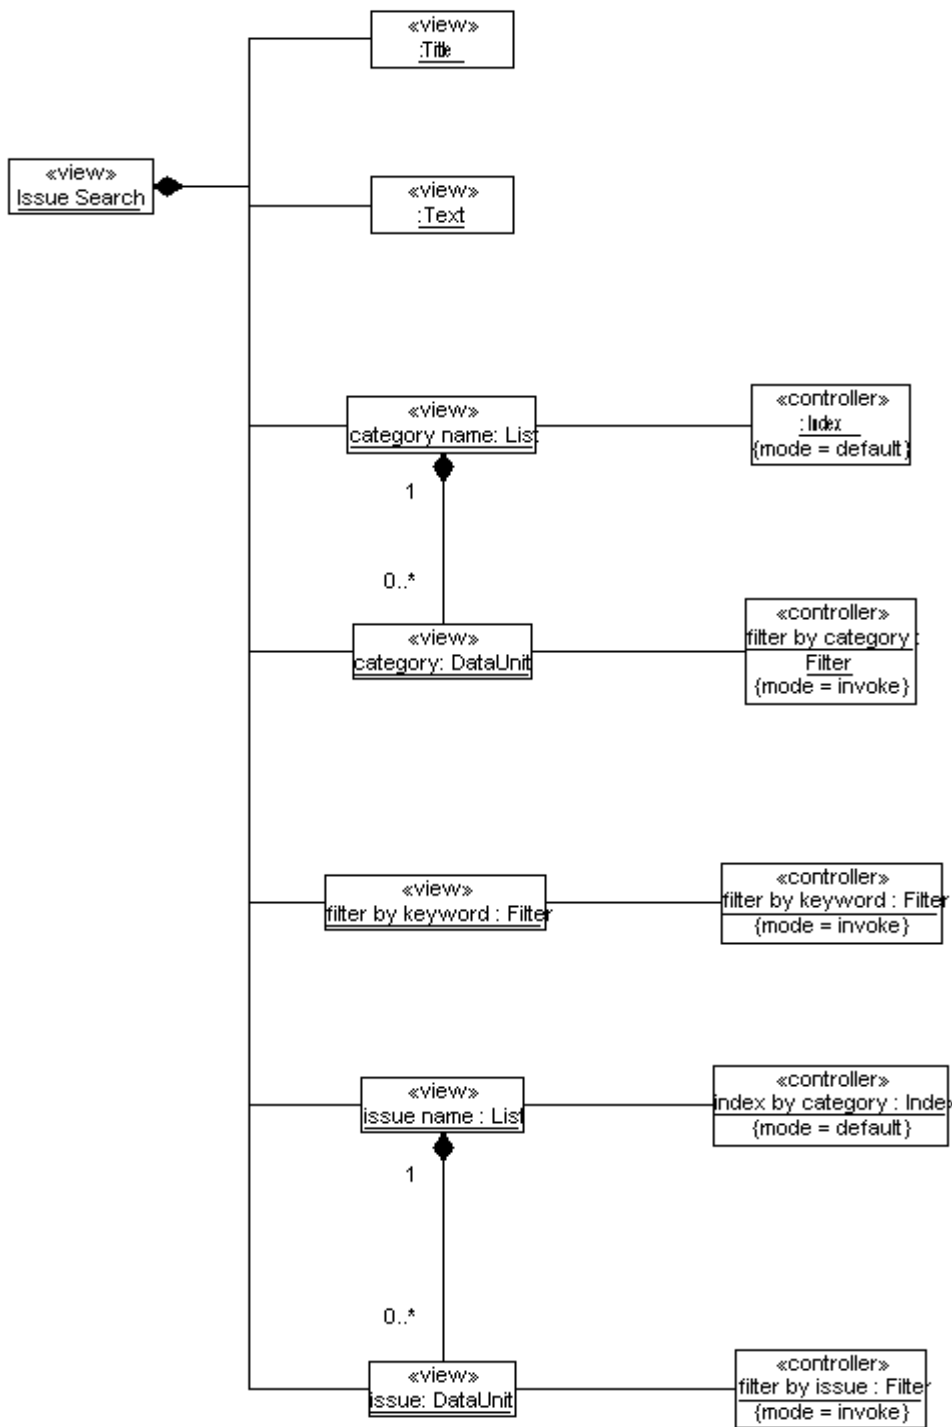 «view»
:Title
«view»
Issue Search
«view»
:Text
«view»
category name: List
«controller»
:Index
{mode = default}
1
0..*
«view»
category: DataUnit
«controller»
filter by category :
Filter
{mode = invoke}
«view»
filter by keyword : Filter
«controller»
filter by keyword : Filter
{mode = invoke}
«view»
issue name : List
«controller»
index by category : Index
{mode = default}
1
0..*
«view»
issue: DataUnit
«controller»
filter by issue : Filter
{mode = invoke}